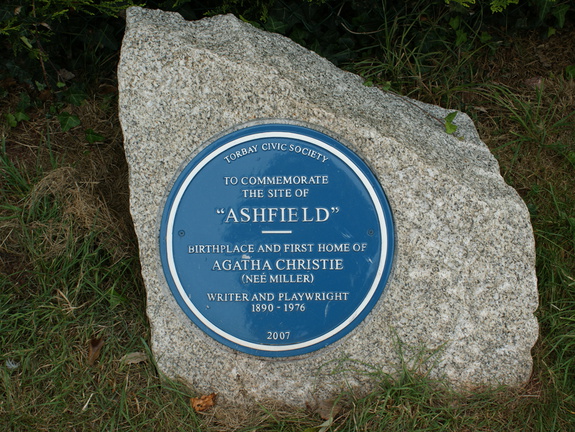 TORBAY CIVIC SOCIETY
TO COMMEMORATE
THE SITE OF
"ASHFIELD"
BIRTHPLACE AND FIRST HOME OF
AGATHA CHRISTIE
(NEÉ MILLER)
WRITER AND PLAYWRIGHT
1890 - 1976
2007